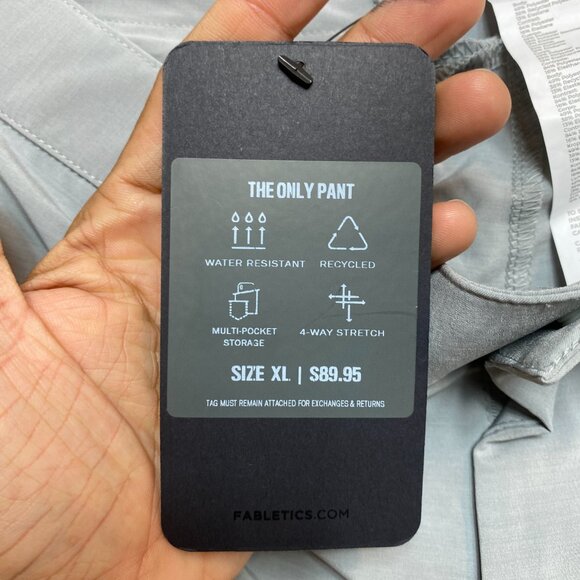 THE ONLY PANT
WATER RESISTANT
RECYCLED
MULTI-POCKET
STORAGE
4-WAY STRETCH
SIZE XL | $89.95
TAG MUST REMAIN ATTACHED FOR EXCHANGES & RETURNS
FABLETICS.COM